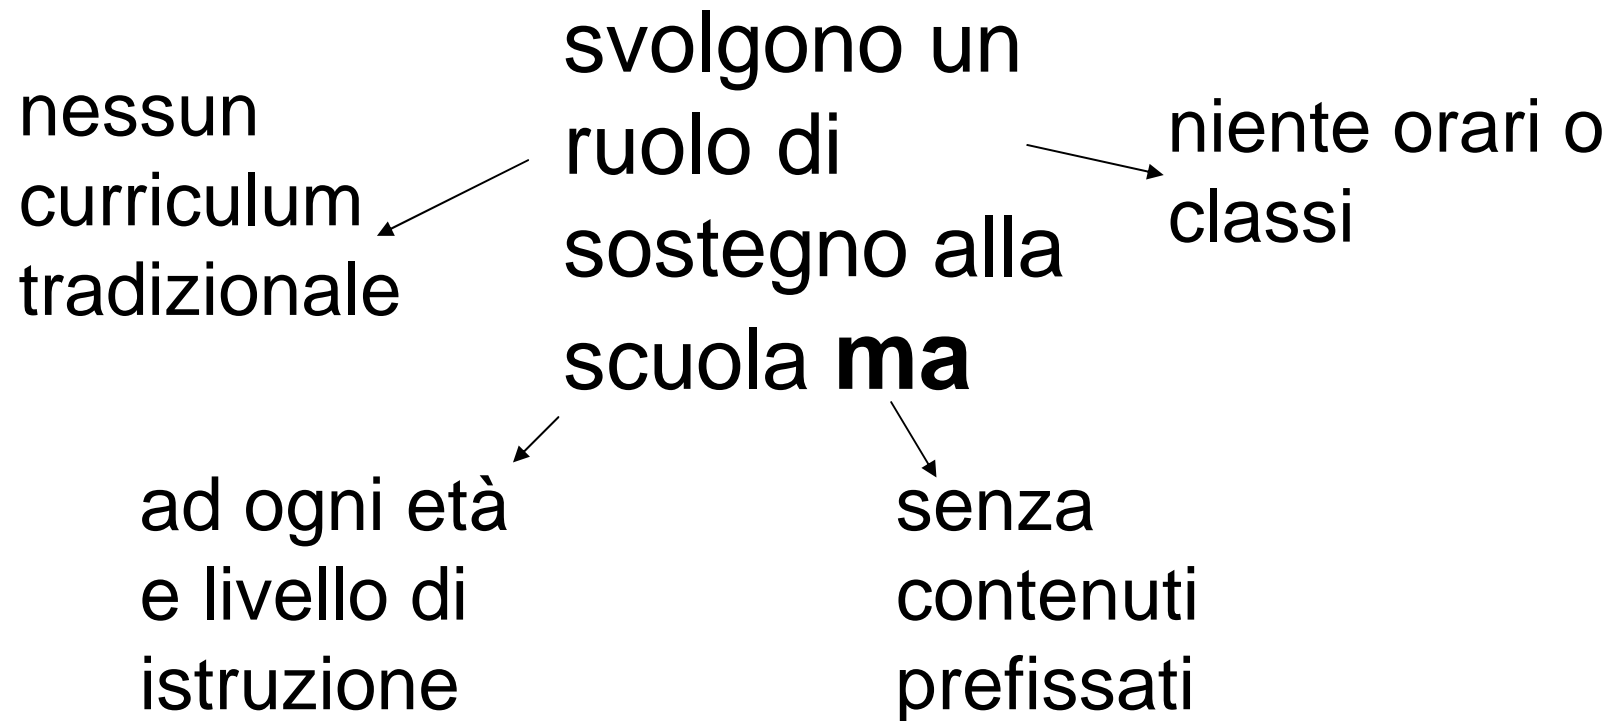 svolgono un
ruolo di
sostegno alla
scuola ma
nessun
curriculum
tradizionale
niente orari o
classi
ad ogni età
e livello di
istruzione
senza
contenuti
prefissati